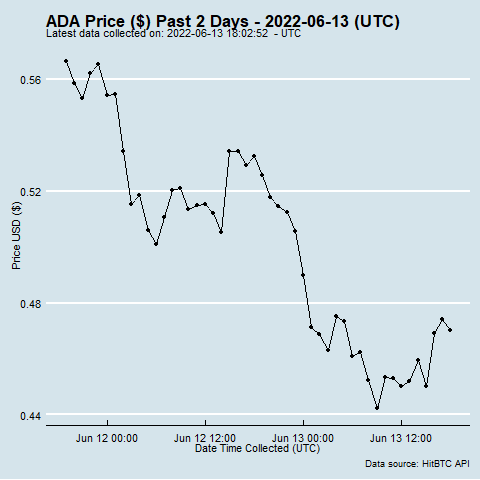 ADA Price ($) Past 2 Days - 2022-06-13 (UTC)
Latest data collected on: 2022-06-13 18:02:52 - UTC
0.56
0.52
0.48
0.44
Price USD ($)
Jun 12 00:00 Jun 12 12:00 Jun 13 00:00 Jun 13 12:00
Date Time Collected (UTC)
Data source: HitBTC API